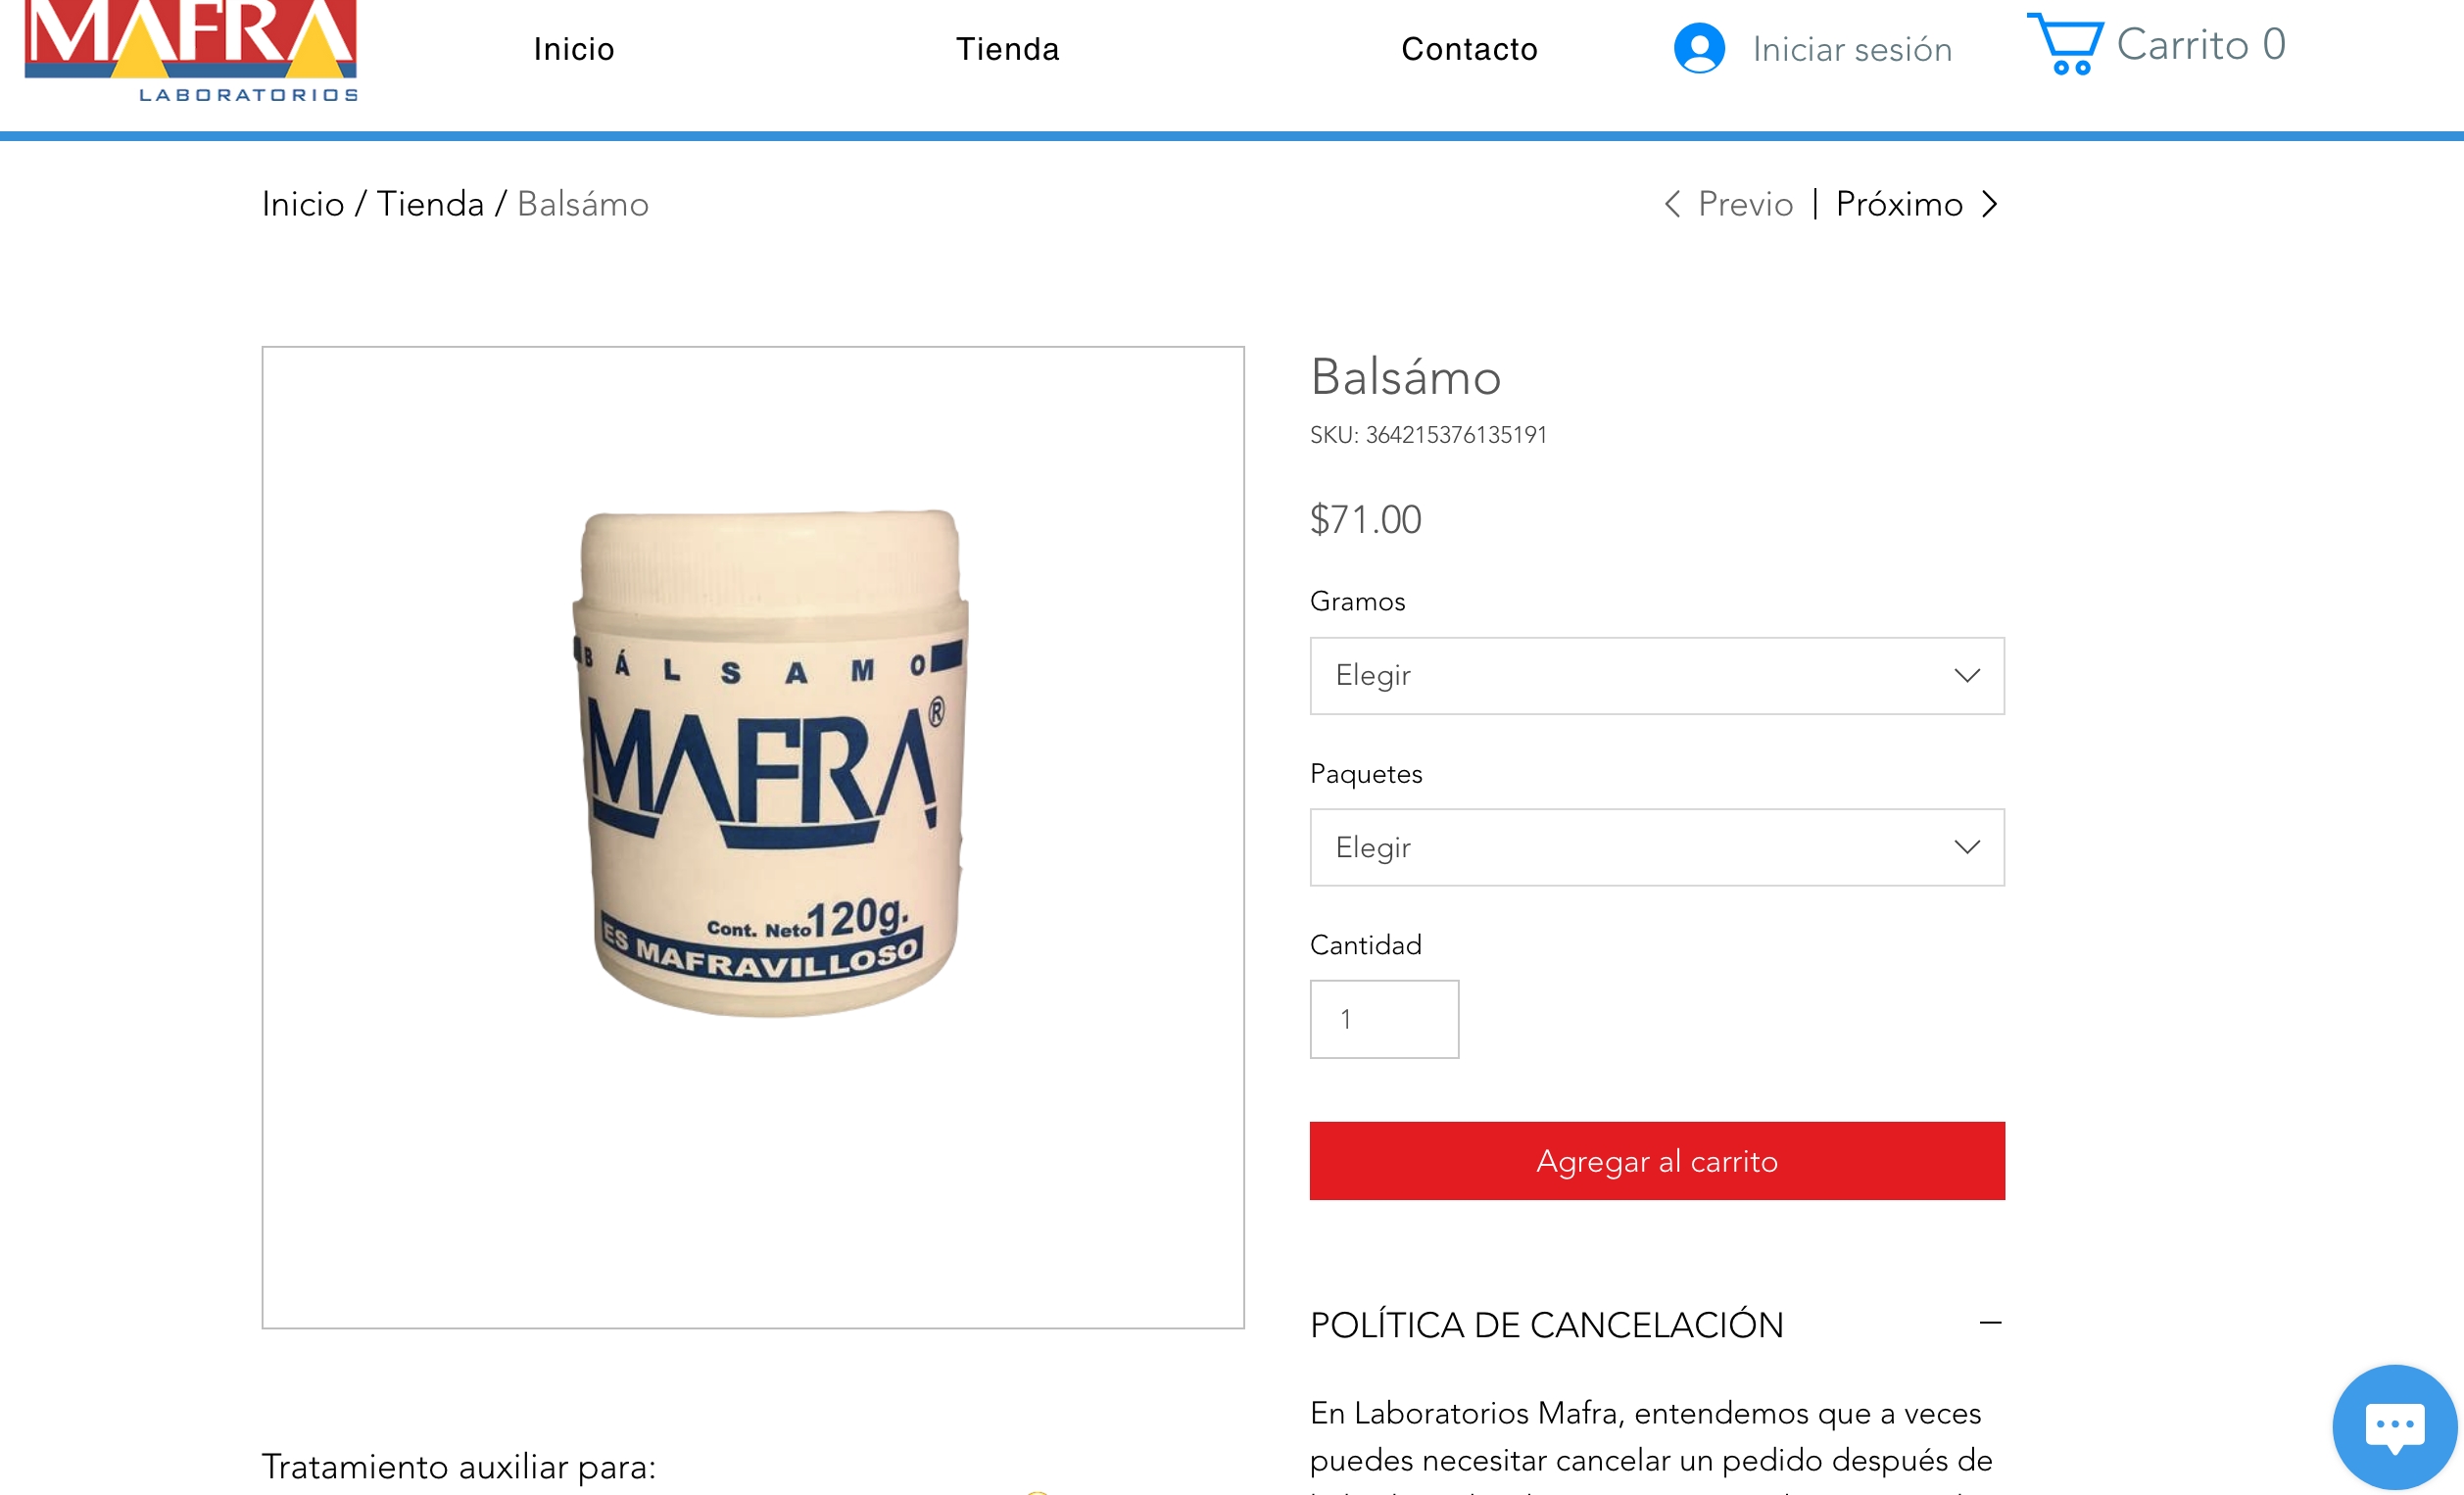 MAFRA
LABORATORIOS
Inicio
Tienda
Contacto
Iniciar sesión
Carrito 0
Inicio / Tienda / Balsámo
Previo | Próximo
BÁLSAMO
MAFRA®
Cont. Neto 120g.
ES MAFRAVILLOSO
Balsámo
SKU: 364215376135191
$71.00
Gramos
Elegir
Paquetes
Elegir
Cantidad
1
Agregar al carrito
POLÍTICA DE CANCELACIÓN
En Laboratorios Mafra, entendemos que a veces
puedes necesitar cancelar un pedido después de
Tratamiento auxiliar para: